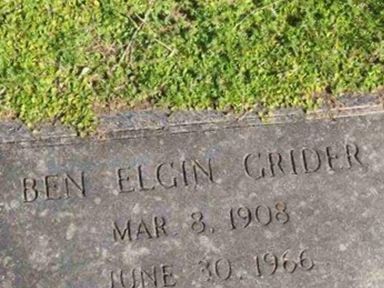 BEN ELGIN GRIDER
MAR. 8, 1908
JUNE 30, 1966